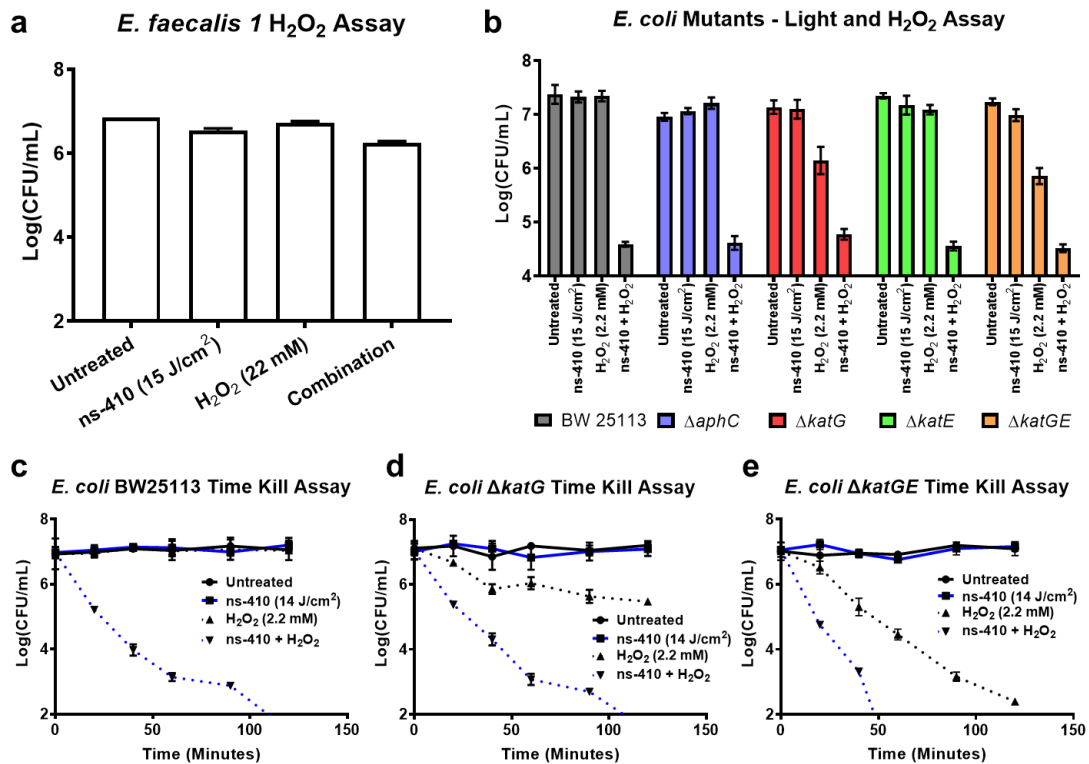 a
E. faecalis 1 H₂O₂ Assay
Log(CFU/mL)
8
6
4
2
Untreated
ns-410 (15 J/cm²)
H₂O₂ (22 mM)
Combination
b
E. coli Mutants - Light and H₂O₂ Assay
Log(CFU/mL)
8
7
6
5
4
Untreated
ns-410 (15 J/cm²)
H₂O₂ (2.2 mM)
ns-410 + H₂O₂
Untreated
ns-410 (15 J/cm²)
H₂O₂ (2.2 mM)
ns-410 + H₂O₂
Untreated
ns-410 (15 J/cm²)
H₂O₂ (2.2 mM)
ns-410 + H₂O₂
Untreated
ns-410 (15 J/cm²)
H₂O₂ (2.2 mM)
ns-410 + H₂O₂
Untreated
ns-410 (15 J/cm²)
H₂O₂ (2.2 mM)
ns-410 + H₂O₂
BW 25113
ΔaphC
ΔkatG
ΔkatE
ΔkatGE
c
E. coli BW25113 Time Kill Assay
Log(CFU/mL)
8
6
4
2
0
50
100
150
Time (Minutes)
Untreated
ns-410 (14 J/cm²)
H₂O₂ (2.2 mM)
ns-410 + H₂O₂
d
E. coli ΔkatG Time Kill Assay
Log(CFU/mL)
8
6
4
2
0
50
100
150
Time (Minutes)
Untreated
ns-410 (14 J/cm²)
H₂O₂ (2.2 mM)
ns-410 + H₂O₂
e
E. coli ΔkatGE Time Kill Assay
Log(CFU/mL)
8
6
4
2
0
50
100
150
Time (Minutes)
Untreated
ns-410 (14 J/cm²)
H₂O₂ (2.2 mM)
ns-410 + H₂O₂